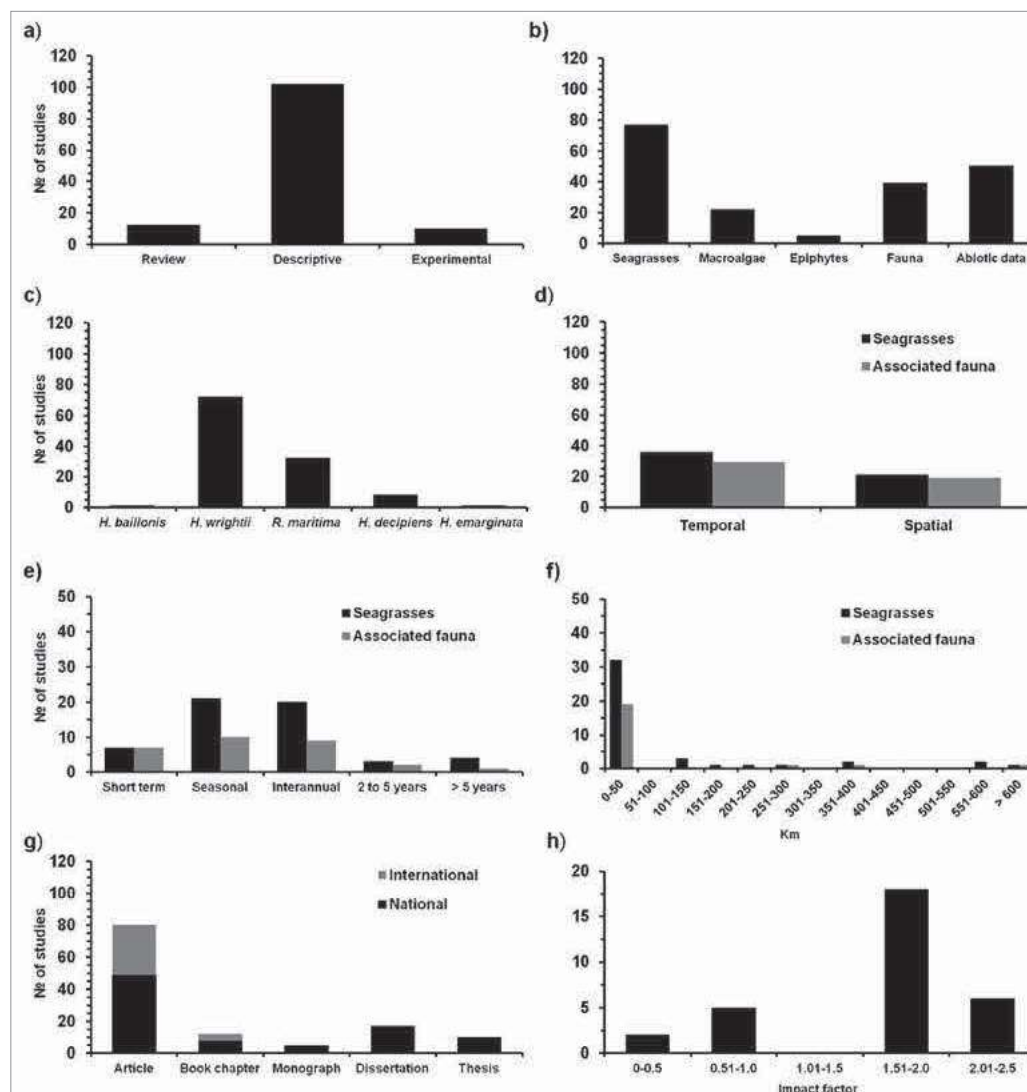 a)
№ of studies
120
100
80
60
40
20
0
Review Descriptive Experimental
b)
120
100
80
60
40
20
0
Seagrasses Macroalgae Epiphytes Fauna Abiotic data
c)
№ of studies
120
100
80
60
40
20
0
H. baillonis H. wrightii R. maritima H. decipiens H. emarginata
d)
120
100
80
60
40
20
0
Seagrasses
Associated fauna
Temporal Spatial
e)
№ of studies
50
40
30
20
10
0
Seagrasses
Associated fauna
Short term Seasonal Interannual 2 to 5 years > 5 years
f)
50
40
30
20
10
0
Seagrasses
Associated fauna
0-50 51-100 101-150 151-200 201-250 251-300 301-350 351-400 401-450 451-500 501-550 551-600 > 600
Km
g)
№ of studies
120
100
80
60
40
20
0
International
National
Article Book chapter Monograph Dissertation Thesis
h)
20
15
10
5
0
0-0.5 0.51-1.0 1.01-1.5 1.51-2.0 2.01-2.5
Impact factor